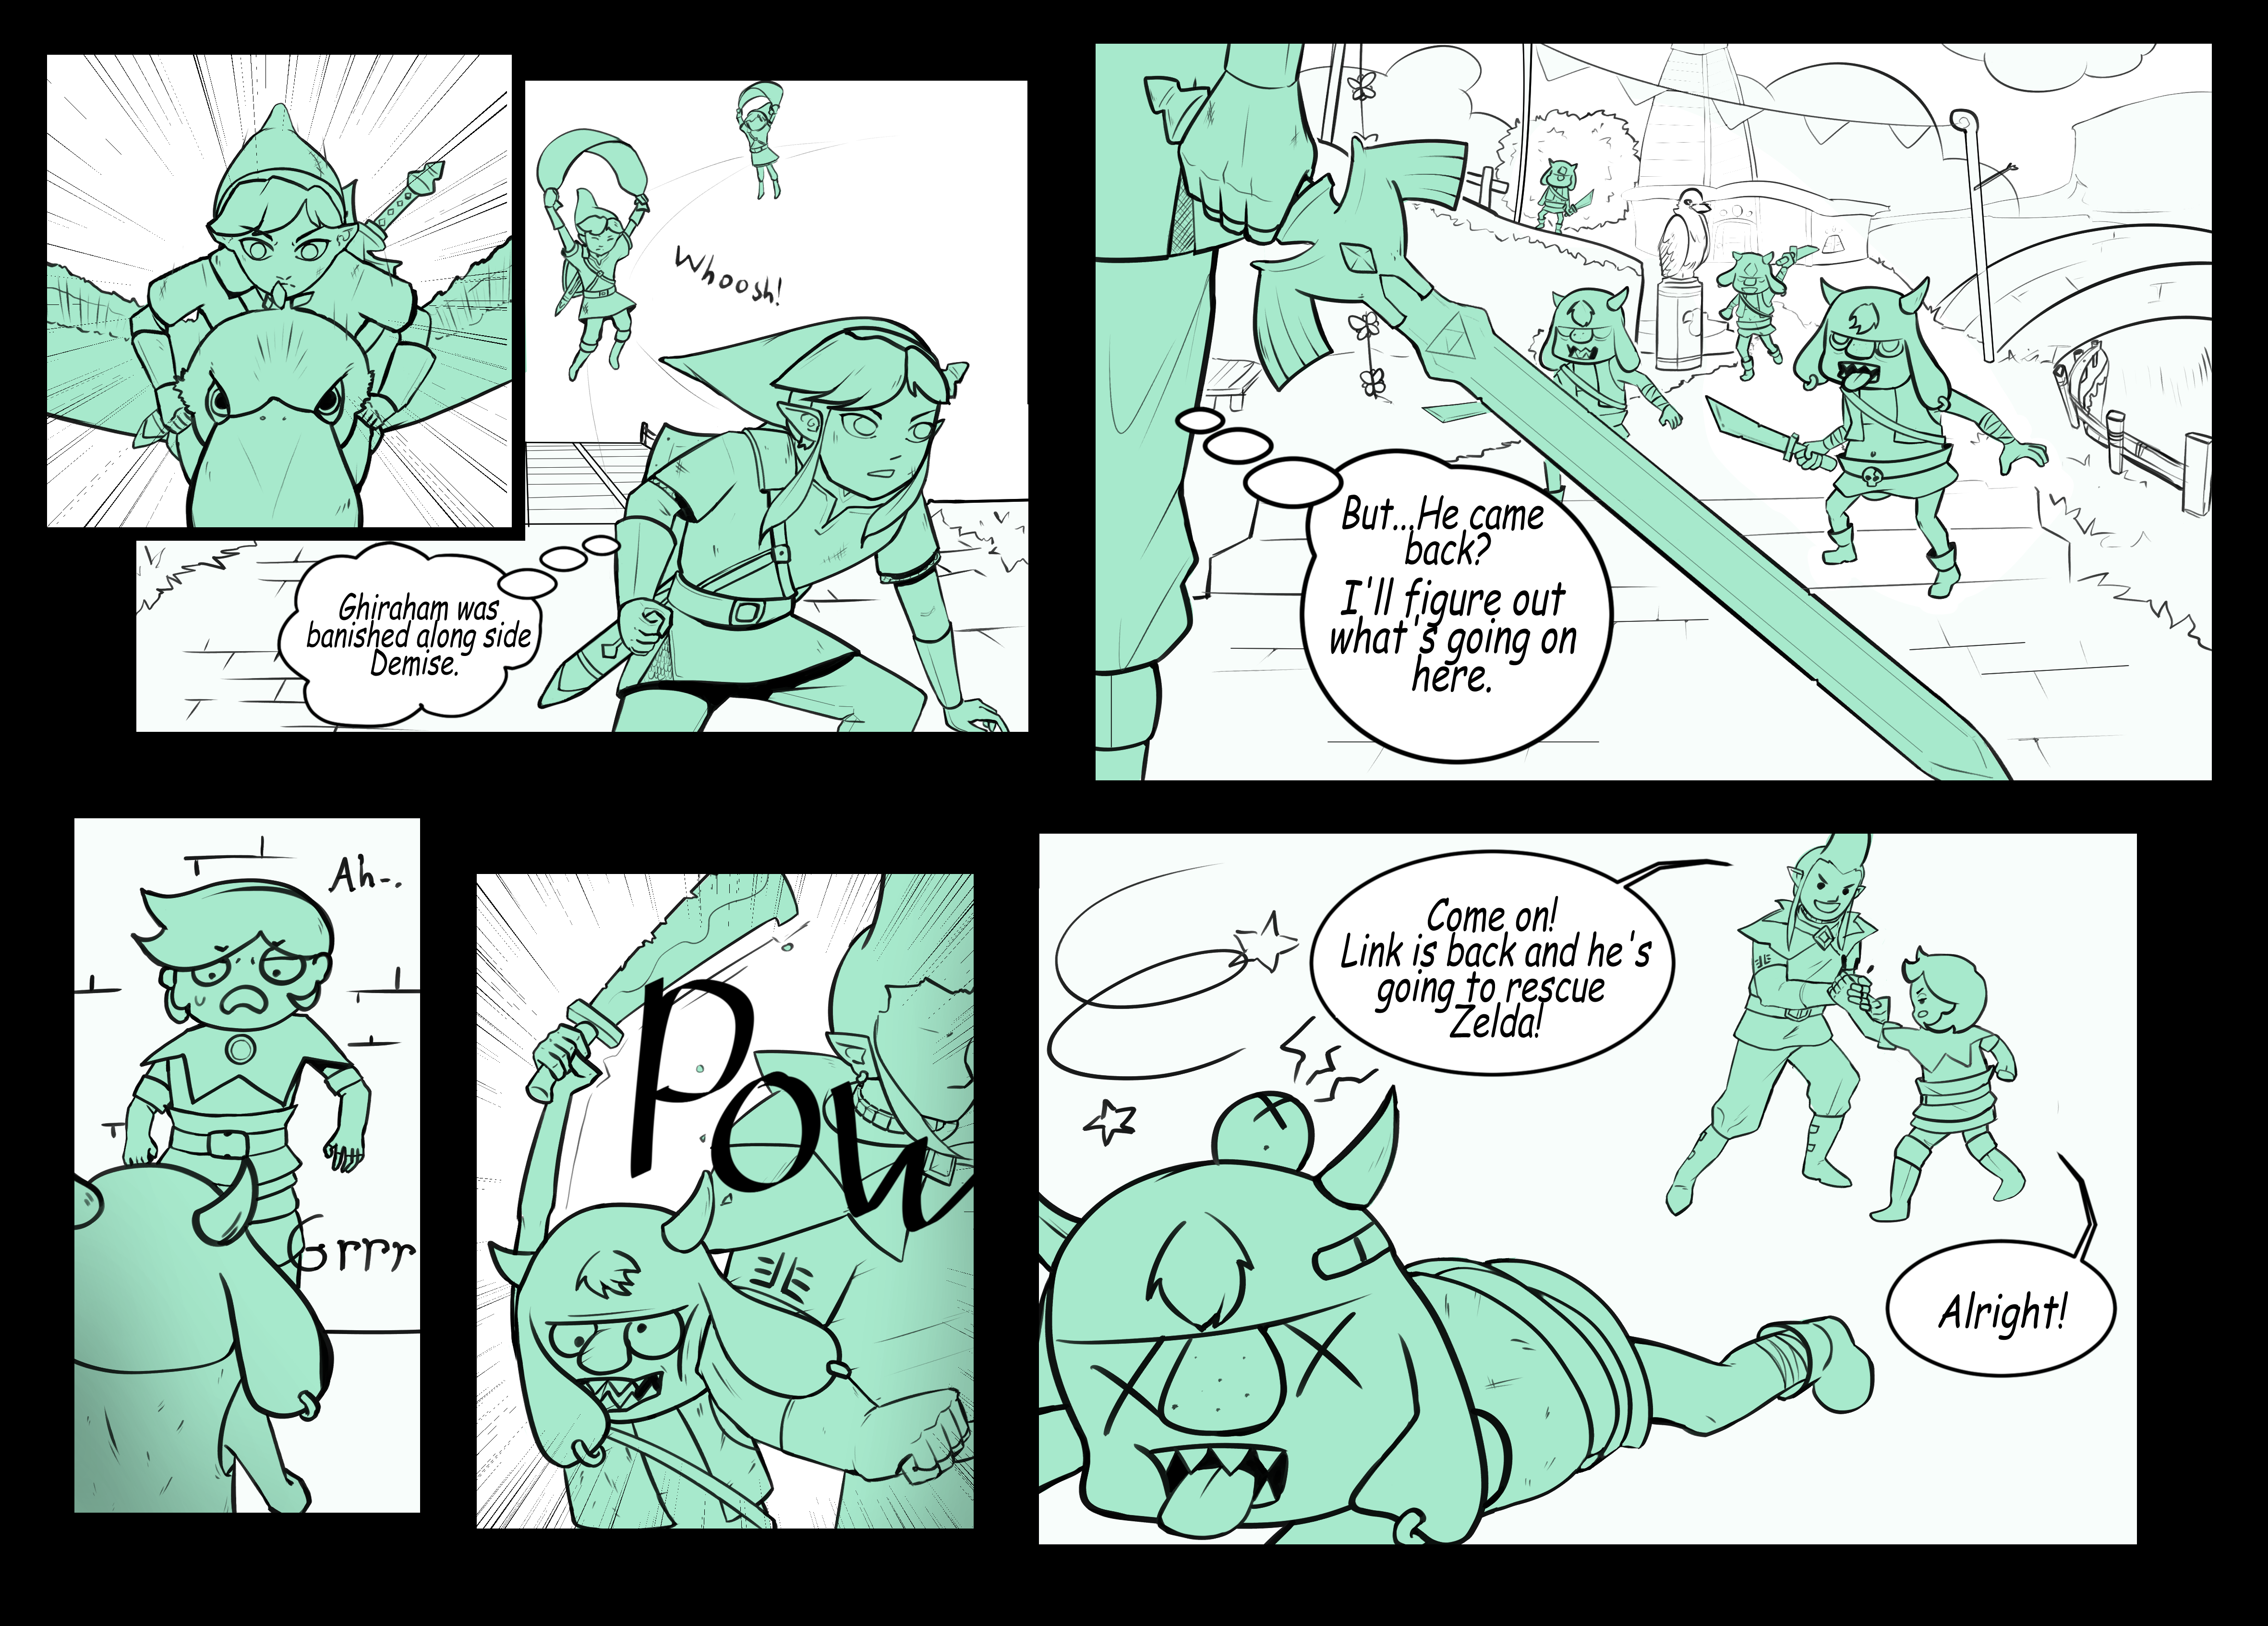 Whoosh!
Ghiraham was
banished along side
Demise.
But...He came
back?
I'll figure out
what's going on
here.
Ah-.
Grrr
POW
Come on!
Link is back and he's
going to rescue
Zelda!
Alright!